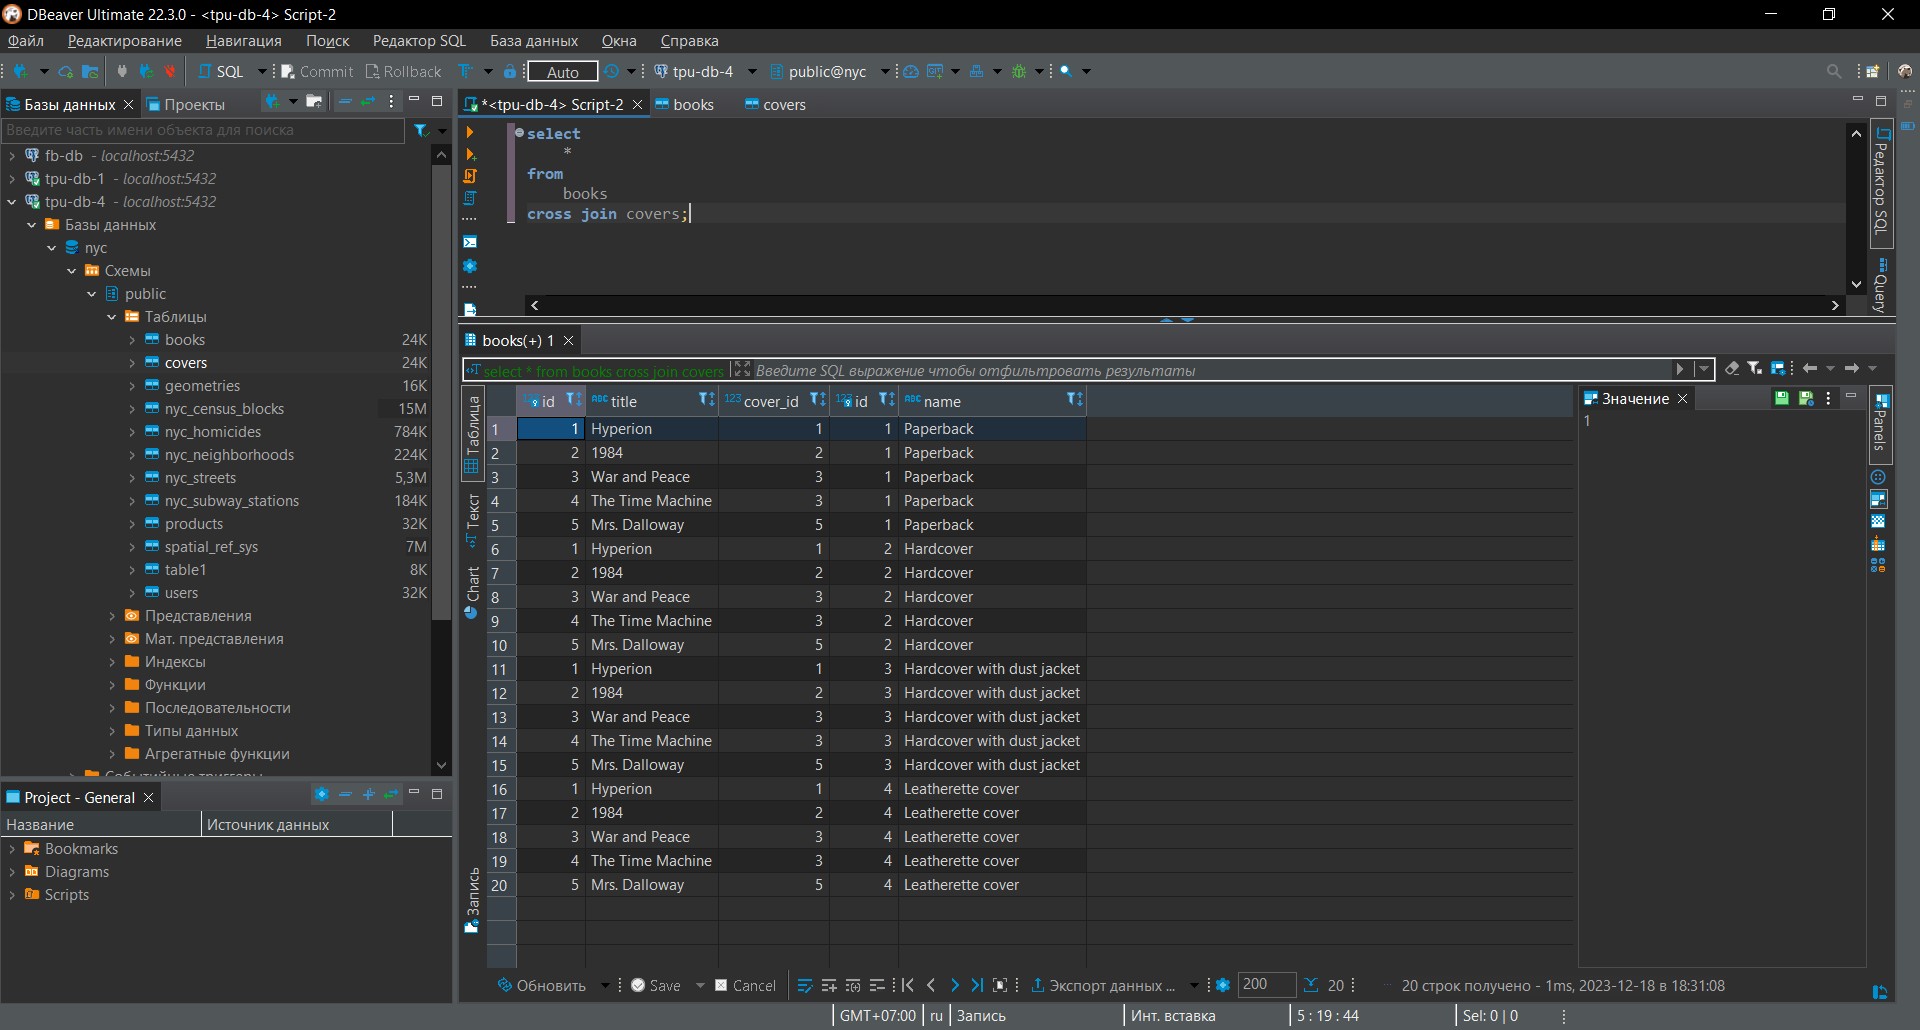 DBeaver Ultimate 22.3.0 - <tpu-db-4> Script-2
Файл Редактирование Навигация Поиск Редактор SQL База данных Окна Справка
SQL Commit Rollback Auto tpu-db-4 public@nyc
Базы данных Проекты
Введите часть имени объекта для поиска
fb-db - localhost:5432
tpu-db-1 - localhost:5432
tpu-db-4 - localhost:5432
Базы данных
nyc
Схемы
public
Таблицы
books 24K
covers 24K
geometries 16K
nyc_census_blocks 15M
nyc_homicides 784K
nyc_neighborhoods 224K
nyc_streets 5,3M
nyc_subway_stations 184K
products 32K
spatial_ref_sys 7M
table1 8K
users 32K
Представления
Мат. представления
Индексы
Функции
Последовательности
Типы данных
Агрегатные функции
Событийные триггеры
Project - General
Название Источник данных
Bookmarks
Diagrams
Scripts
*<tpu-db-4> Script-2 books covers
select
*
from
books
cross join covers;
Редактор SQL
Query
books(+) 1
select * from books cross join covers Введите SQL выражение чтобы отфильтровать результаты
Таблица
Текст
Chart
Запись
id title 123 cover_id 123 id ABC name
1 1 Hyperion 1 1 Paperback
2 2 1984 2 1 Paperback
3 3 War and Peace 3 1 Paperback
4 4 The Time Machine 3 1 Paperback
5 5 Mrs. Dalloway 5 1 Paperback
6 1 Hyperion 1 2 Hardcover
7 2 1984 2 2 Hardcover
8 3 War and Peace 3 2 Hardcover
9 4 The Time Machine 3 2 Hardcover
10 5 Mrs. Dalloway 5 2 Hardcover
11 1 Hyperion 1 3 Hardcover with dust jacket
12 2 1984 2 3 Hardcover with dust jacket
13 3 War and Peace 3 3 Hardcover with dust jacket
14 4 The Time Machine 3 3 Hardcover with dust jacket
15 5 Mrs. Dalloway 5 3 Hardcover with dust jacket
16 1 Hyperion 1 4 Leatherette cover
17 2 1984 2 4 Leatherette cover
18 3 War and Peace 3 4 Leatherette cover
19 4 The Time Machine 3 4 Leatherette cover
20 5 Mrs. Dalloway 5 4 Leatherette cover
Значение
1
Panels
Обновить Save Cancel Экспорт данных ... 200 20 20 строк получено - 1ms, 2023-12-18 в 18:31:08
GMT+07:00 ru Запись Инт. вставка 5 : 19 : 44 Sel: 0 | 0